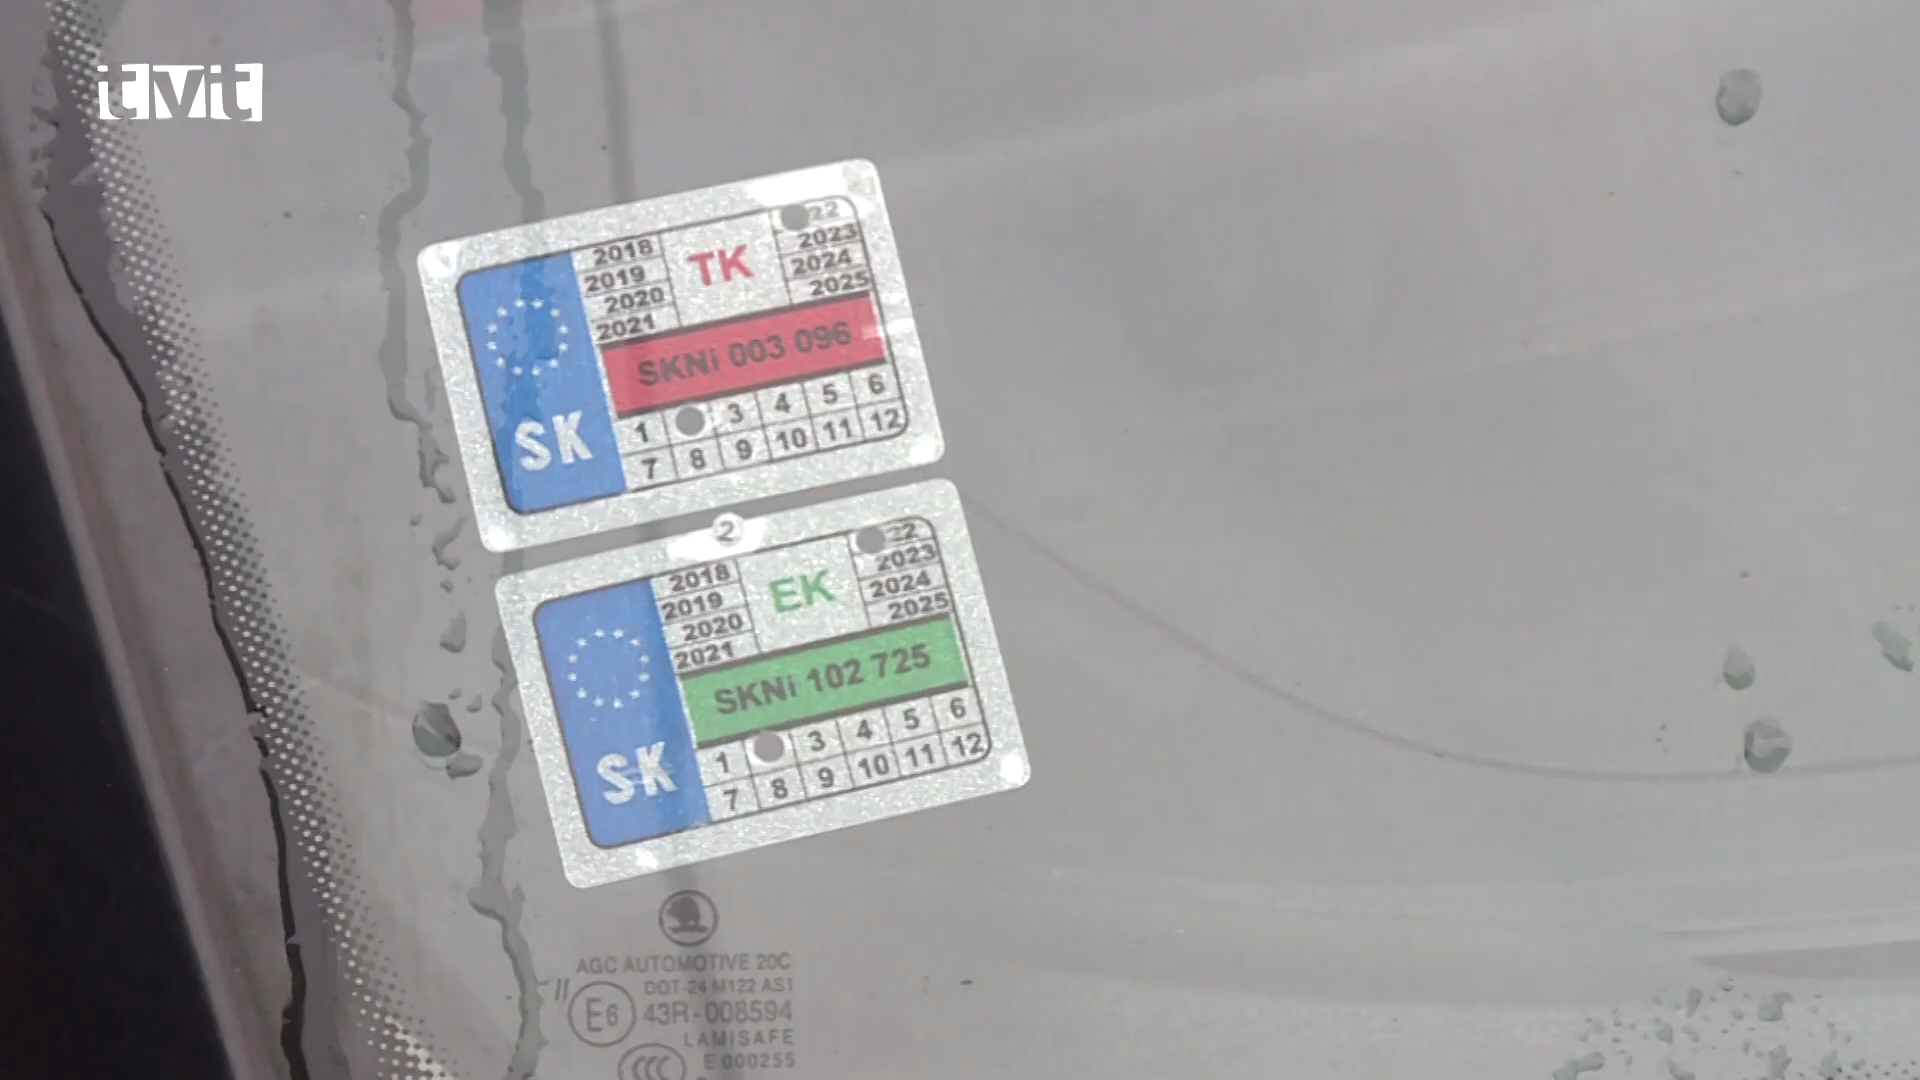 itvit
22
2018
TK
2023
2019
2024
2020
2025
2021
SKNi 003 096
1 3 4 5 6
7 8 9 10 11 12
SK
2
22
2018
EK
2023
2019
2024
2020
2025
2021
SKNi 102 725
1 3 4 5 6
7 8 9 10 11 12
SK
AGC AUTOMOTIVE 20C
DOT-24 M122 AS1
E6 43R-008594
LAMISAFE
CCC E 000255